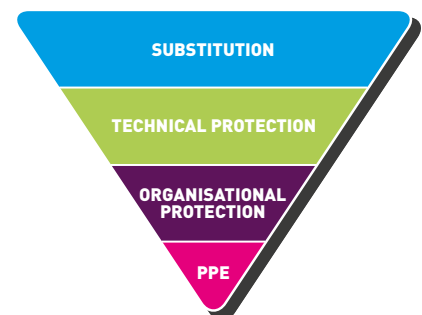 SUBSTITUTION
TECHNICAL PROTECTION
ORGANISATIONAL
PROTECTION
PPE